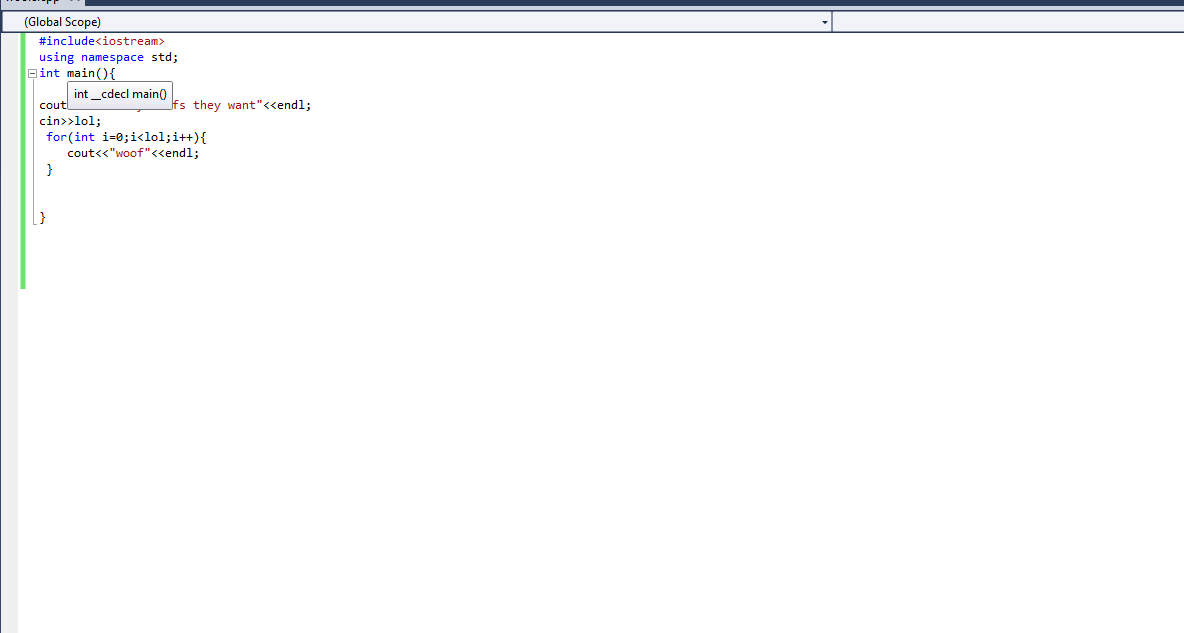 (Global Scope)
#include<iostream>
using namespace std;
int main(){
int __cdecl main()
cout fs they want"<<endl;
cin>>lol;
for(int i=0;i<lol;i++){
cout<<"woof"<<endl;
}
}